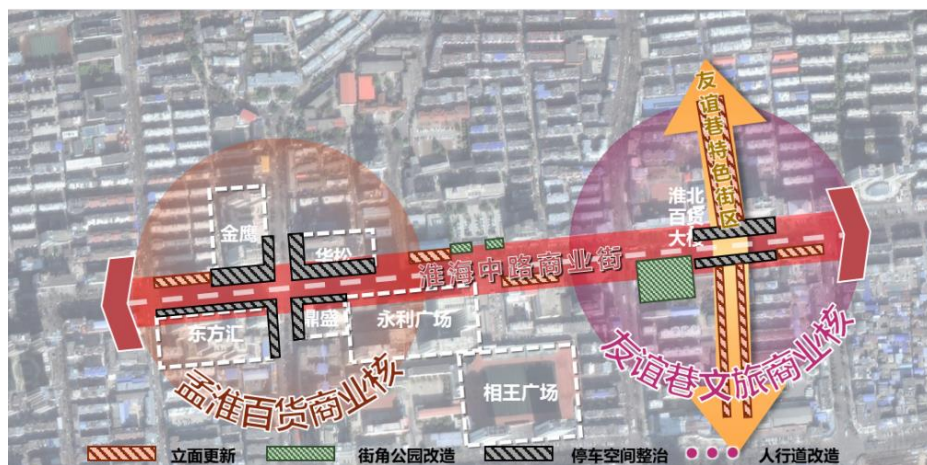 友谊巷特色街区
淮北
百货
大楼
金鹰
华松
淮海中路商业街
东方汇
鼎盛
永利广场
孟淮百货商业核
友谊巷文旅商业核
相王广场
立面更新
街角公园改造
停车空间整治
人行道改造